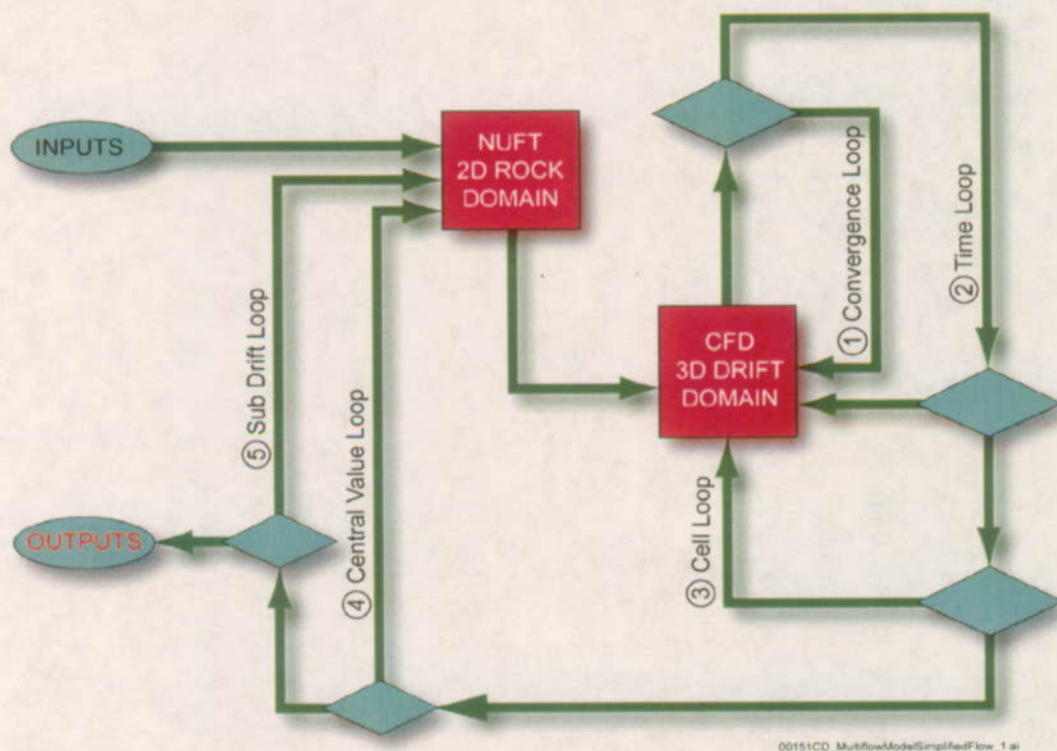 INPUTS
NUFT
2D ROCK
DOMAIN
① Convergence Loop
② Time Loop
CFD
3D DRIFT
DOMAIN
⑤ Sub Drift Loop
④ Central Value Loop
③ Cell Loop
OUTPUTS
00151CD_MultiflowModelSimplifiedFlow_1.ai